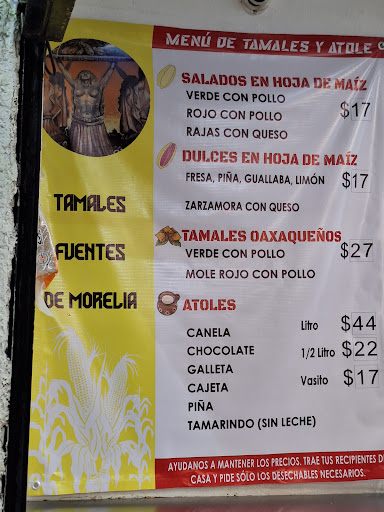 MENÚ DE TAMALES Y ATOLE
SALADOS EN HOJA DE MAÍZ
VERDE CON POLLO
ROJO CON POLLO $17
RAJAS CON QUESO
DULCES EN HOJA DE MAÍZ
FRESA, PIÑA, GUALLABA, LIMÓN $17
ZARZAMORA CON QUESO
TAMALES
FUENTES
DE MORELIA
TAMALES OAXAQUEÑOS
VERDE CON POLLO $27
MOLE ROJO CON POLLO
ATOLES
CANELA Litro $44
CHOCOLATE 1/2 Litro $22
GALLETA
CAJETA Vasito $17
PIÑA
TAMARINDO (SIN LECHE)
AYUDANOS A MANTENER LOS PRECIOS. TRAE TUS RECIPIENTES DE
CASA Y PIDE SÓLO LOS DESECHABLES NECESARIOS.